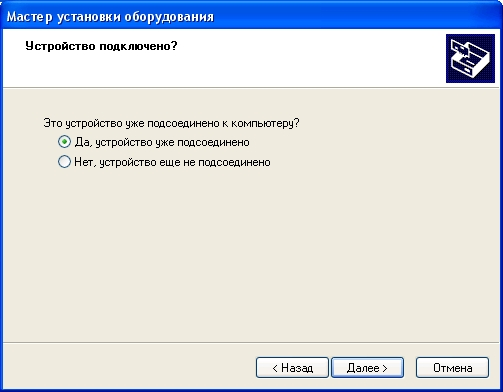 Мастер установки оборудования
Устройство подключено?
Это устройство уже подсоединено к компьютеру?
Да, устройство уже подсоединено
Нет, устройство еще не подсоединено
< Назад
Далее >
Отмена